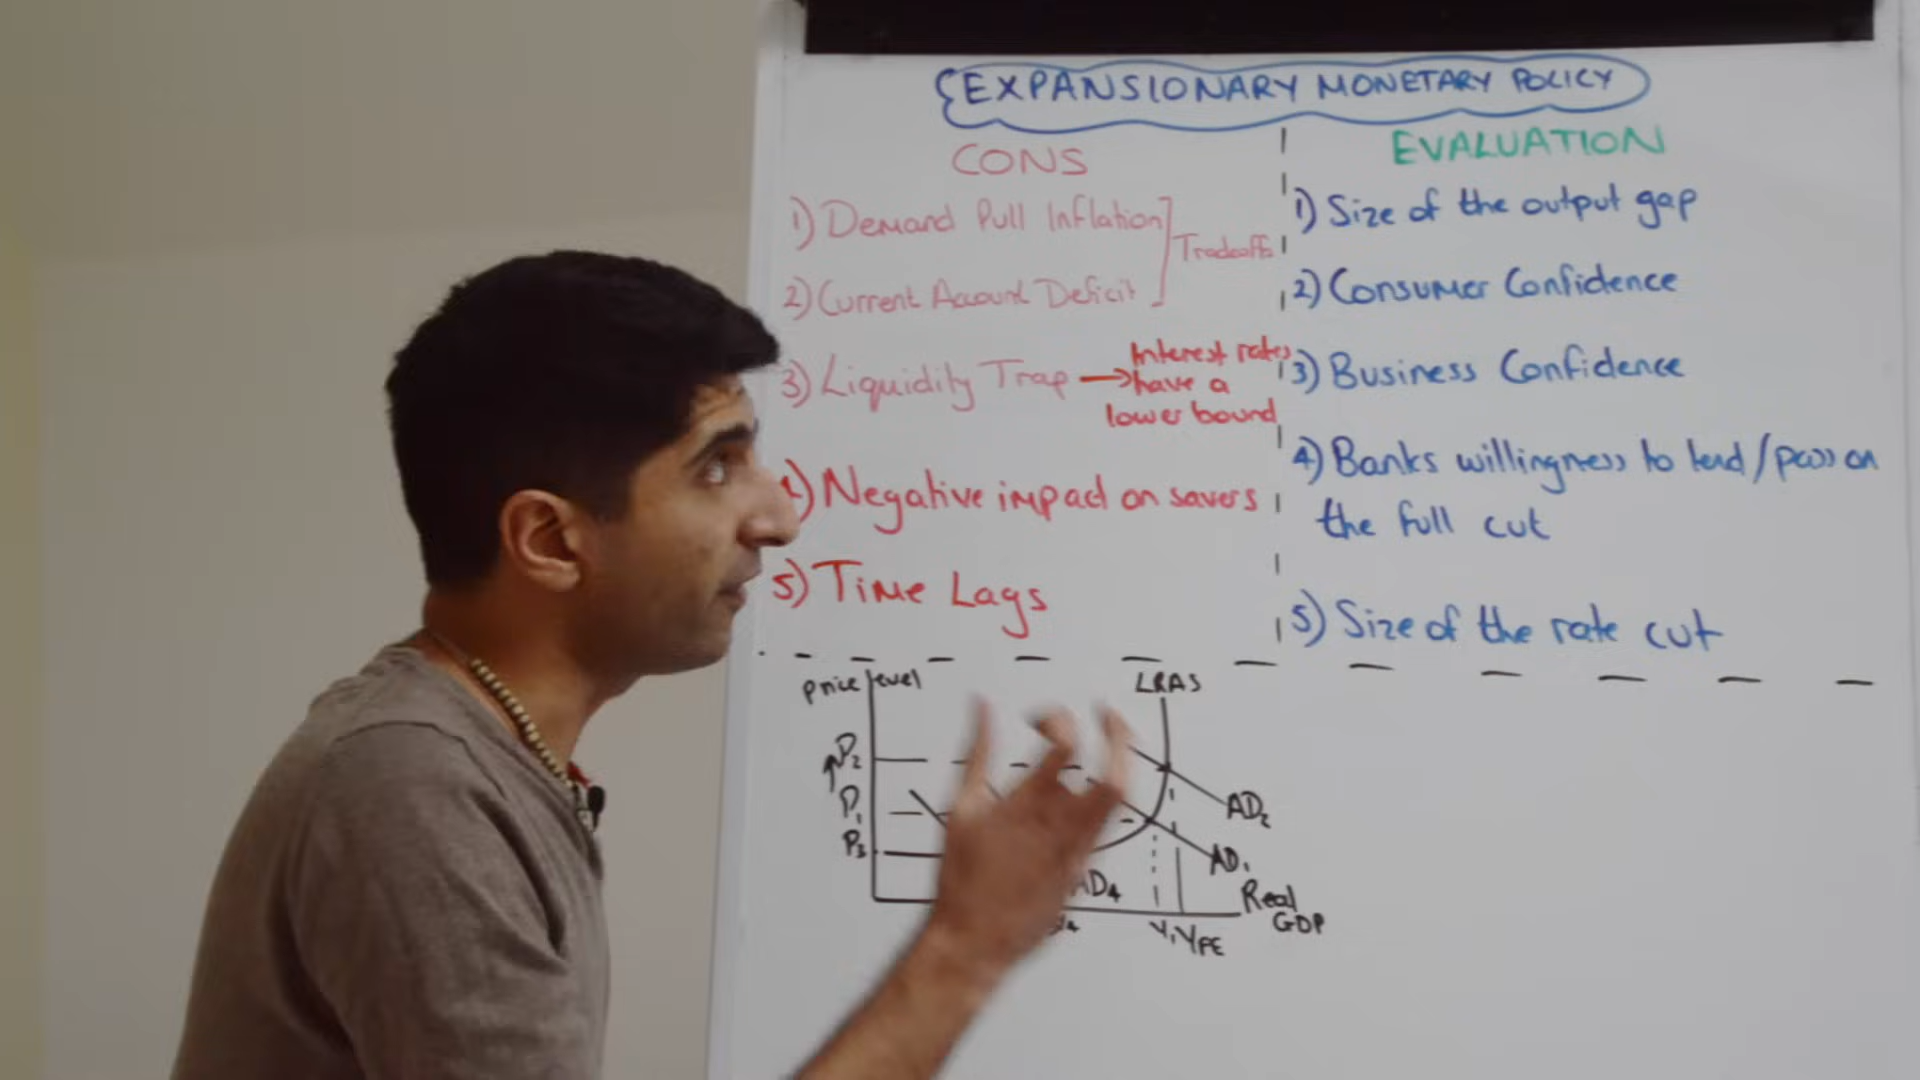 EXPANSIONARY MONETARY POLICY
CONS
1) Demand Pull Inflation
2) Current Account Deficit
Tradeoffs
3) Liquidity Trap
Interest rates
have a
lower bound
) Negative impact on savers
5) Time Lags
EVALUATION
1) Size of the output gap
2) Consumer Confidence
3) Business Confidence
4) Banks willingness to lend/pass on
the full cut
5) Size of the rate cut
Price level
LRAS
P2
P1
P3
AD2
AD1
AD4
Real
GDP
Y1 YFE